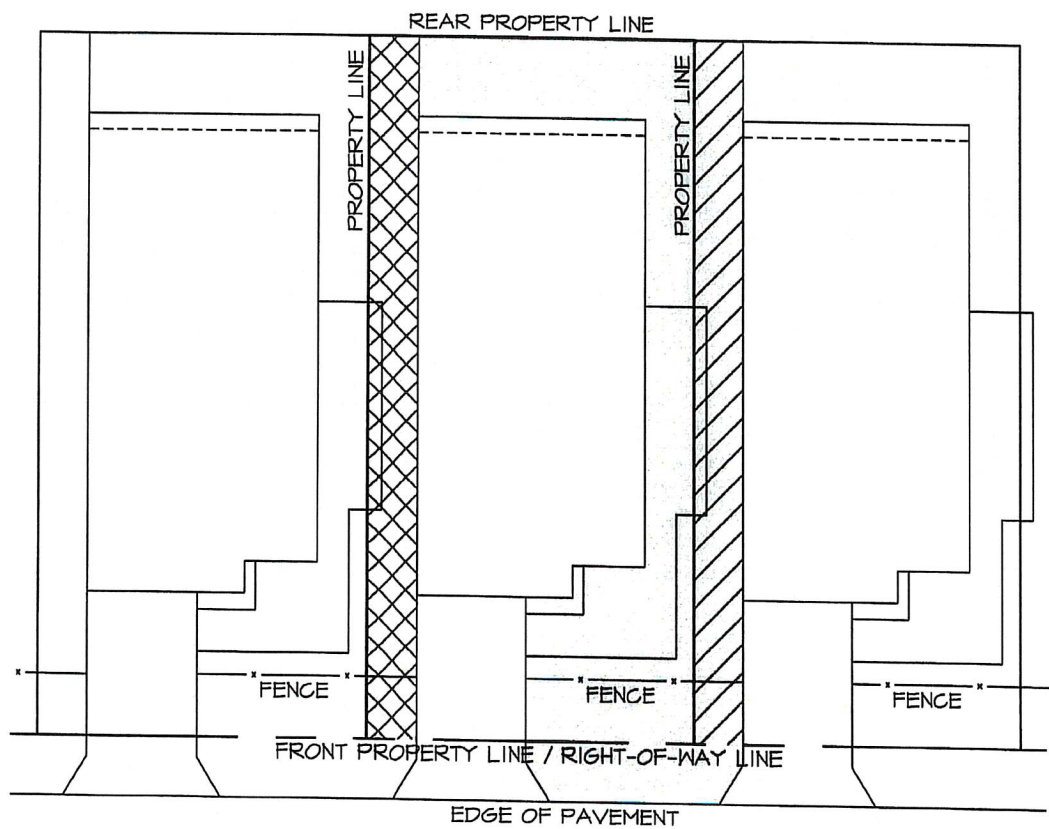 REAR PROPERTY LINE
PROPERTY LINE
PROPERTY LINE
FENCE
FENCE
FENCE
FRONT PROPERTY LINE / RIGHT-OF-WAY LINE
EDGE OF PAVEMENT